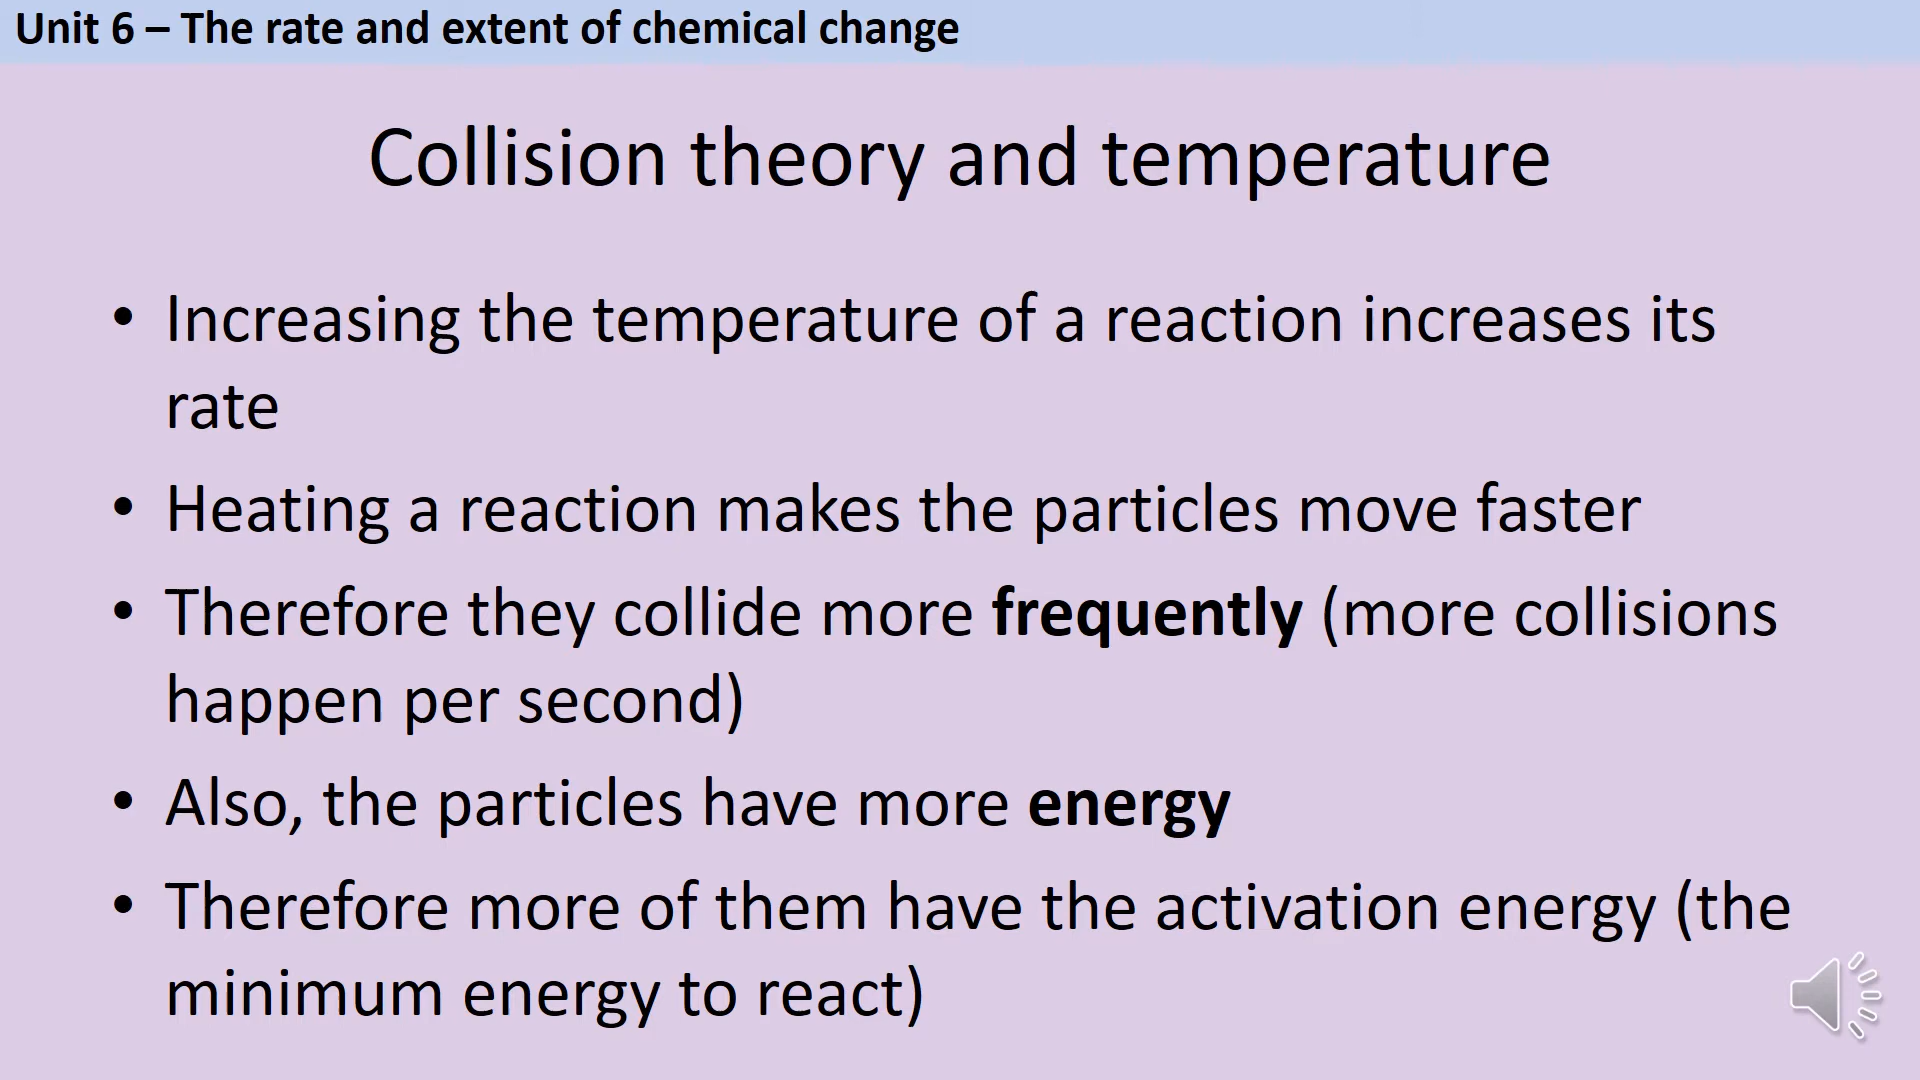 Unit 6 – The rate and extent of chemical change
Collision theory and temperature
• Increasing the temperature of a reaction increases its
rate
• Heating a reaction makes the particles move faster
• Therefore they collide more frequently (more collisions
happen per second)
• Also, the particles have more energy
• Therefore more of them have the activation energy (the
minimum energy to react)